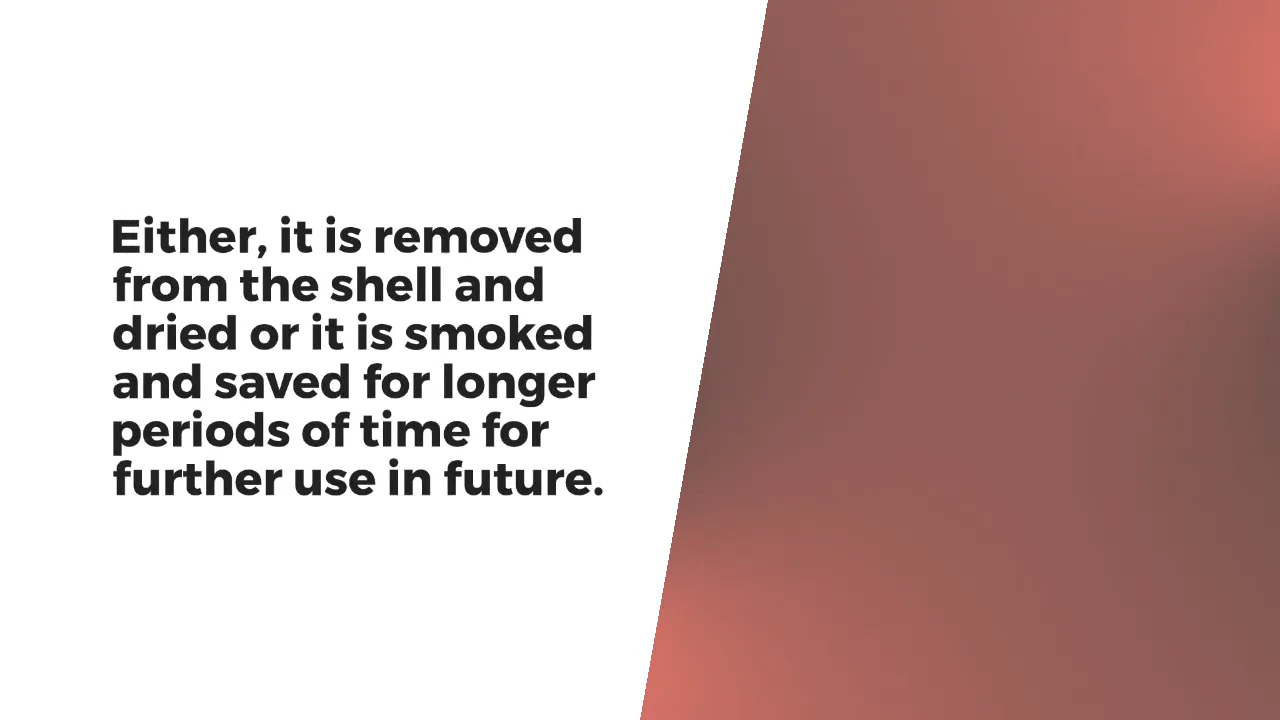 Either, it is removed
from the shell and
dried or it is smoked
and saved for longer
periods of time for
further use in future.